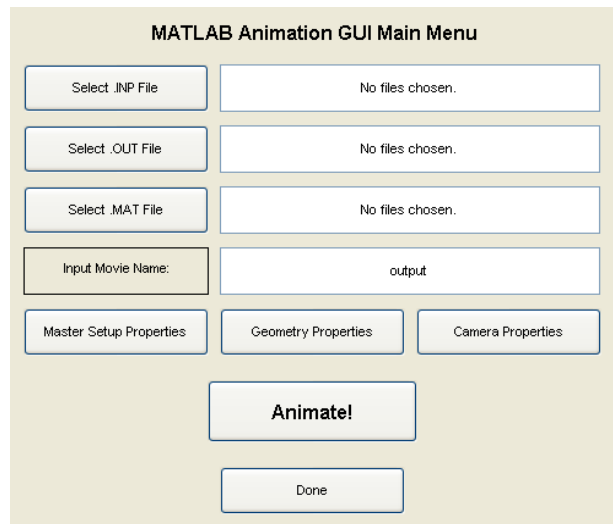 MATLAB Animation GUI Main Menu
Select .INP File
No files chosen.
Select .OUT File
No files chosen.
Select .MAT File
No files chosen.
Input Movie Name:
output
Master Setup Properties
Geometry Properties
Camera Properties
Animate!
Done